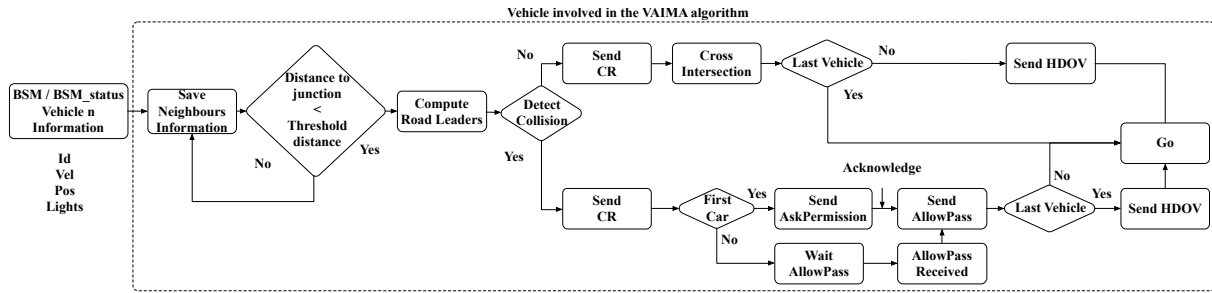 Vehicle involved in the VAIMA algorithm
BSM / BSM_status
Vehicle n
Information
Id
Vel
Pos
Lights
Save
Neighbours
Information
Distance to
junction
<
Threshold
distance
No
Yes
Compute
Road Leaders
Detect
Collision
No
Yes
Send
CR
Cross
Intersection
Last Vehicle
No
Yes
Send HDOV
Go
Send
CR
First
Car
Yes
No
Send
AskPermission
Acknowledge
Send
AllowPass
Wait
AllowPass
AllowPass
Received
Last Vehicle
No
Yes
Send HDOV